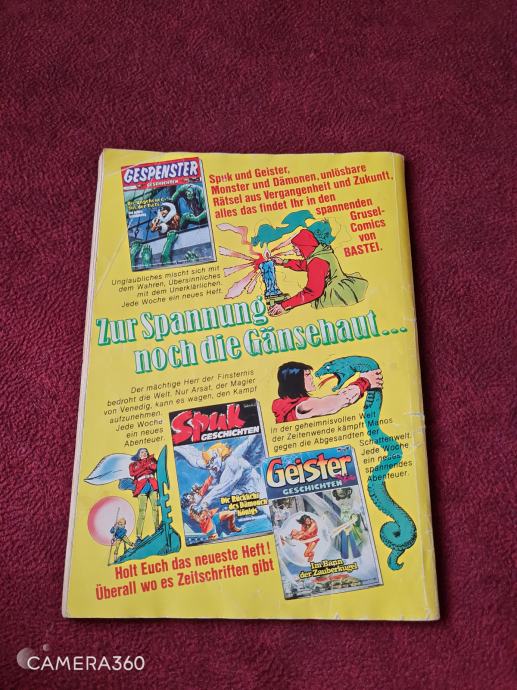 GESPENSTER
GESCHICHTEN
Spuk und Geister,
Monster und Dämonen, unlösbare
Rätsel aus Vergangenheit und Zukunft,
alles das findet Ihr in den
spannenden
Grusel-
Comics
von
BASTEI.
Unglaubliches mischt sich mit
dem Wahren, Übersinnliches
mit dem Unerklärlichen.
Jede Woche ein neues Heft.
Zur Spannung
noch die Gänsehaut...
Der mächtige Herr der Finsternis
bedroht die Welt. Nur Arsat, der Magier
von Venedig, kann es wagen, den Kampf
aufzunehmen.
Jede Woche
ein neues
Abenteuer.
Spuk
GESCHICHTEN
Die Rückkehr
des Dämonen
Königs
In der geheimnisvollen Welt
der Zeitenwende kämpft Manos
gegen die Abgesandten der
Schattenwelt.
Jede Woche
ein neues
spannendes
Abenteuer.
Geister
GESCHICHTEN
Im Bann
der Zauberkugel
Holt Euch das neueste Heft!
Überall wo es Zeitschriften gibt
CAMERA360